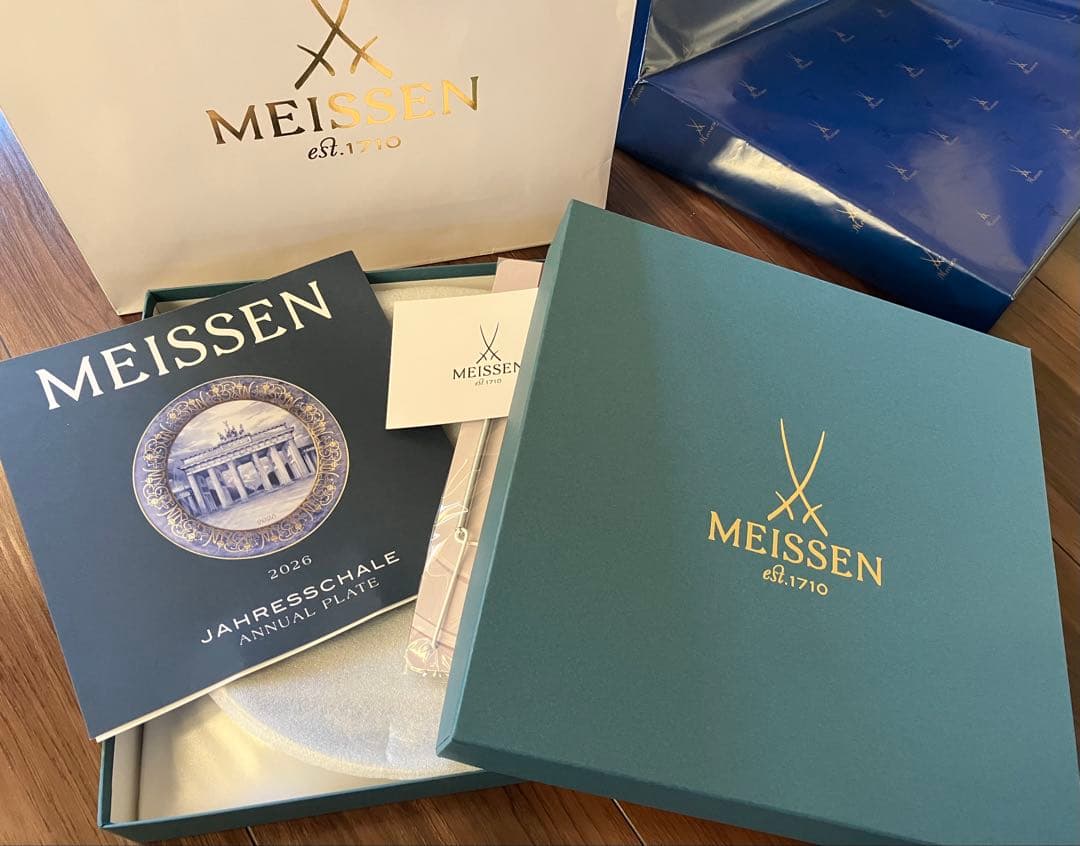 MEISSEN
est.1710
MEISSEN
2026
JAHRESSCHALE
ANNUAL PLATE
MEISSEN
est.1710
MEISSEN
est.1710